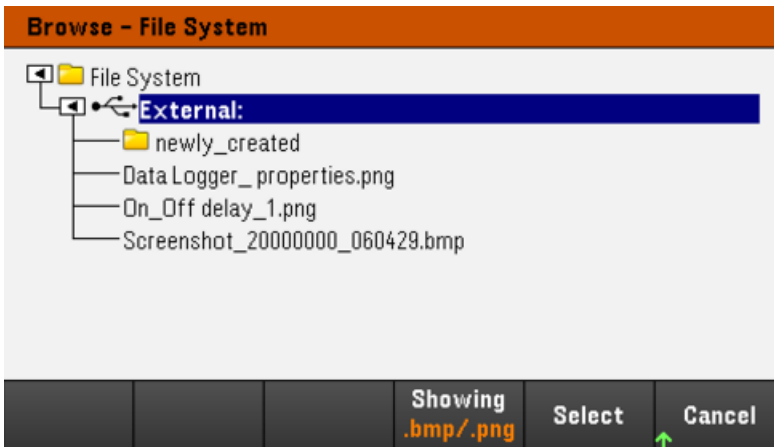 Browse - File System
File System
External:
newly_created
Data Logger_ properties.png
On_Off delay_1.png
Screenshot_20000000_060429.bmp
Showing
.bmp/.png
Select
Cancel